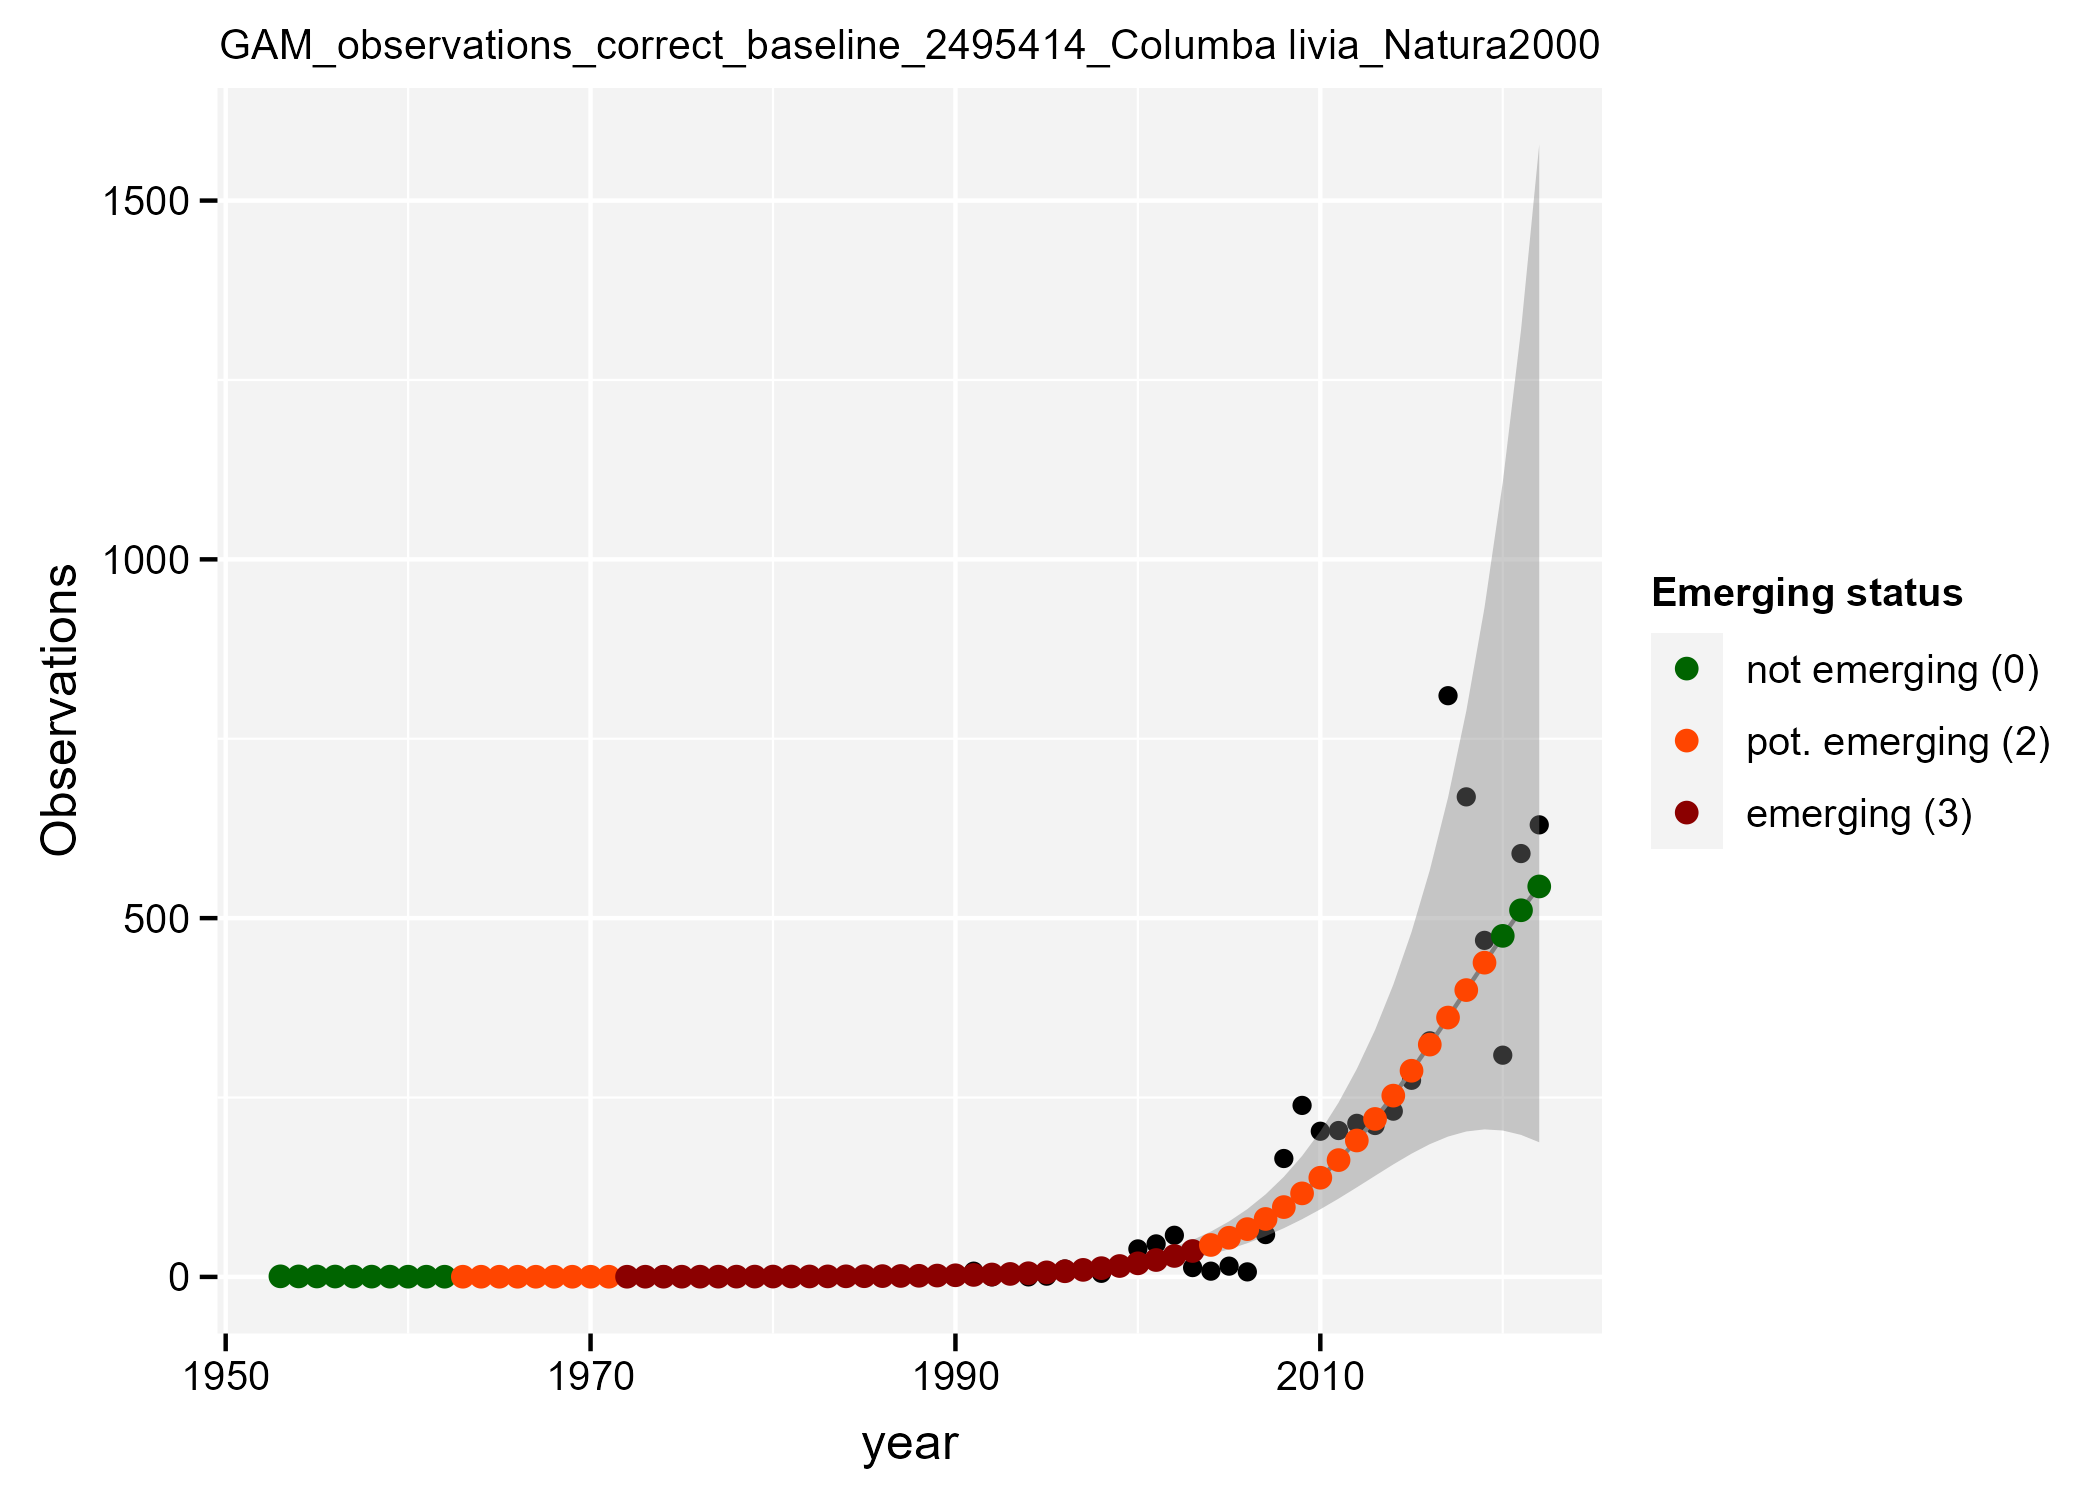 GAM_observations_correct_baseline_2495414_Columba livia_Natura2000
1500
1000
500
0
Observations
1950
1970
1990
2010
year
Emerging status
not emerging (0)
pot. emerging (2)
emerging (3)